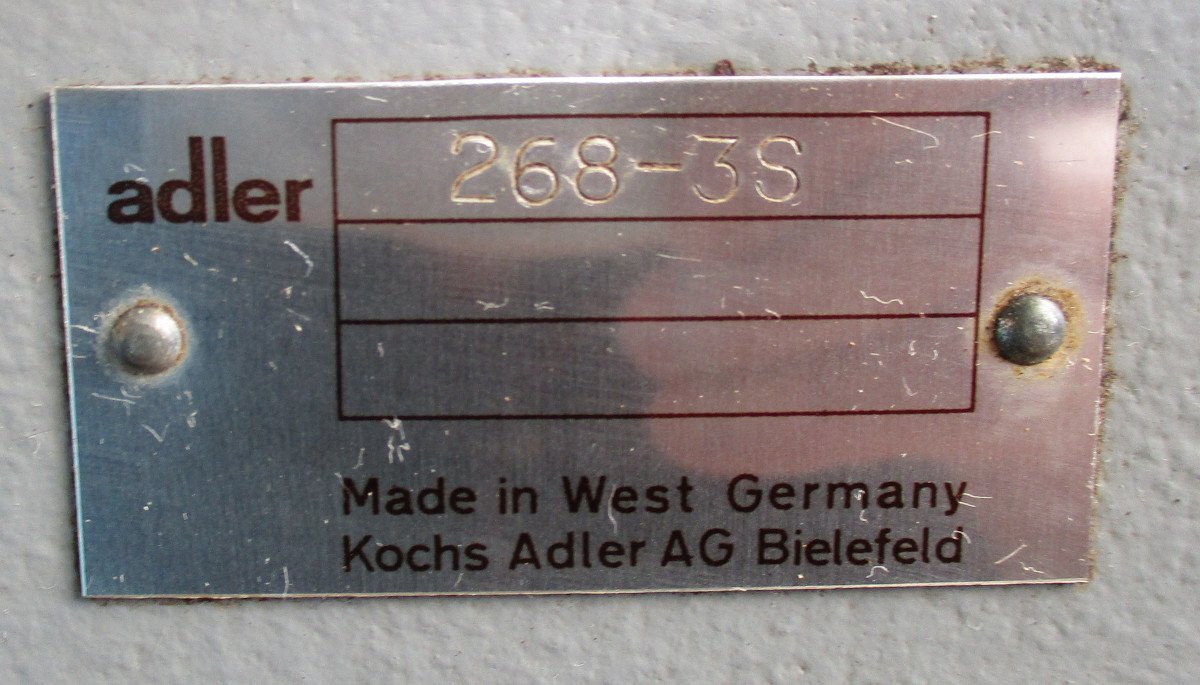 adler
268-3S
Made in West Germany
Kochs Adler AG Bielefeld